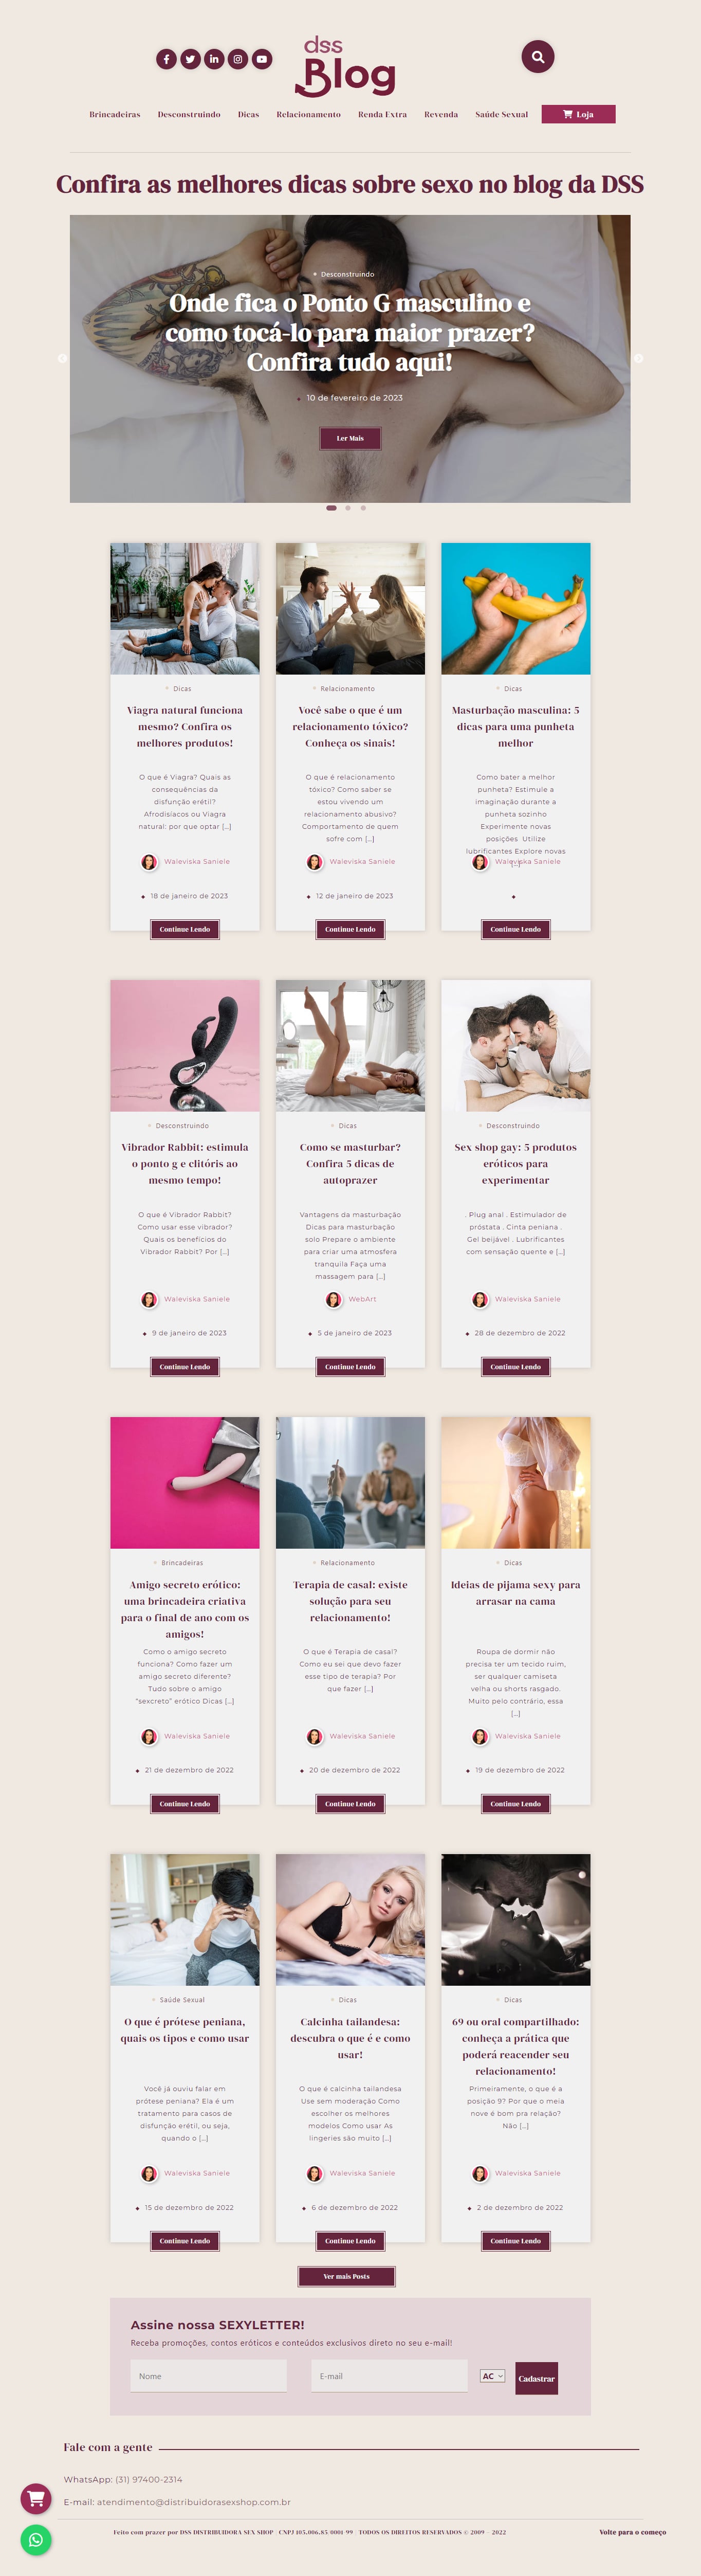 dss
Blog
Brincadeiras Desconstruindo Dicas Relacionamento Renda Extra Revenda Saúde Sexual Loja
Confira as melhores dicas sobre sexo no blog da DSS
Desconstruindo
Onde fica o Ponto G masculino e
como tocá-lo para maior prazer?
Confira tudo aqui!
10 de fevereiro de 2023
Ler Mais
Dicas
Viagra natural funciona
mesmo? Confira os
melhores produtos!
O que é Viagra? Quais as
consequências da
disfunção erétil?
Afrodisíacos ou Viagra
natural: por que optar [...]
Waleviska Saniele
18 de janeiro de 2023
Continue Lendo
Relacionamento
Você sabe o que é um
relacionamento tóxico?
Conheça os sinais!
O que é relacionamento
tóxico? Como saber se
estou vivendo um
relacionamento abusivo?
Comportamento de quem
sofre com [...]
Waleviska Saniele
12 de janeiro de 2023
Continue Lendo
Dicas
Masturbação masculina: 5
dicas para uma punheta
melhor
Como bater a melhor
punheta? Estimule a
imaginação durante a
punheta sozinho
Experimente novas
posições Utilize
lubrificantes Explore novas
[...]
Waleviska Saniele
Continue Lendo
Desconstruindo
Vibrador Rabbit: estimula
o ponto g e clitóris ao
mesmo tempo!
O que é Vibrador Rabbit?
Como usar esse vibrador?
Quais os benefícios do
Vibrador Rabbit? Por [...]
Waleviska Saniele
9 de janeiro de 2023
Continue Lendo
Dicas
Como se masturbar?
Confira 5 dicas de
autoprazer
Vantagens da masturbação
Dicas para masturbação
solo Prepare o ambiente
para criar uma atmosfera
tranquila Faça uma
massagem para [...]
WebArt
5 de janeiro de 2023
Continue Lendo
Desconstruindo
Sex shop gay: 5 produtos
eróticos para
experimentar
. Plug anal . Estimulador de
próstata . Cinta peniana .
Gel beijável . Lubrificantes
com sensação quente e [...]
Waleviska Saniele
28 de dezembro de 2022
Continue Lendo
Brincadeiras
Amigo secreto erótico:
uma brincadeira criativa
para o final de ano com os
amigos!
Como o amigo secreto
funciona? Como fazer um
amigo secreto diferente?
Tudo sobre o amigo
“sexcreto” erótico Dicas [...]
Waleviska Saniele
21 de dezembro de 2022
Continue Lendo
Relacionamento
Terapia de casal: existe
solução para seu
relacionamento!
O que é Terapia de casal?
Como eu sei que devo fazer
esse tipo de terapia? Por
que fazer [...]
Waleviska Saniele
20 de dezembro de 2022
Continue Lendo
Dicas
Ideias de pijama sexy para
arrasar na cama
Roupa de dormir não
precisa ter um tecido ruim,
ser qualquer camiseta
velha ou shorts rasgado.
Muito pelo contrário, essa
[...]
Waleviska Saniele
19 de dezembro de 2022
Continue Lendo
Saúde Sexual
O que é prótese peniana,
quais os tipos e como usar
Você já ouviu falar em
prótese peniana? Ela é um
tratamento para casos de
disfunção erétil, ou seja,
quando o [...]
Waleviska Saniele
15 de dezembro de 2022
Continue Lendo
Dicas
Calcinha tailandesa:
descubra o que é e como
usar!
O que é calcinha tailandesa
Use sem moderação Como
escolher os melhores
modelos Como usar As
lingeries são muito [...]
Waleviska Saniele
6 de dezembro de 2022
Continue Lendo
Dicas
69 ou oral compartilhado:
conheça a prática que
poderá reacender seu
relacionamento!
Primeiramente, o que é a
posição 9? Por que o meia
nove é bom pra relação?
Não [...]
Waleviska Saniele
2 de dezembro de 2022
Continue Lendo
Ver mais Posts
Assine nossa SEXYLETTER!
Receba promoções, contos eróticos e conteúdos exclusivos direto no seu e-mail!
Nome E-mail AC Cadastrar
Fale com a gente
WhatsApp: (31) 97400-2314
E-mail: atendimento@distribuidorasexshop.com.br
Feito com prazer por DSS DISTRIBUIDORA SEX SHOP | CNPJ 105.006.85/0001-99 | TODOS OS DIREITOS RESERVADOS © 2009 – 2022 Volte para o começo